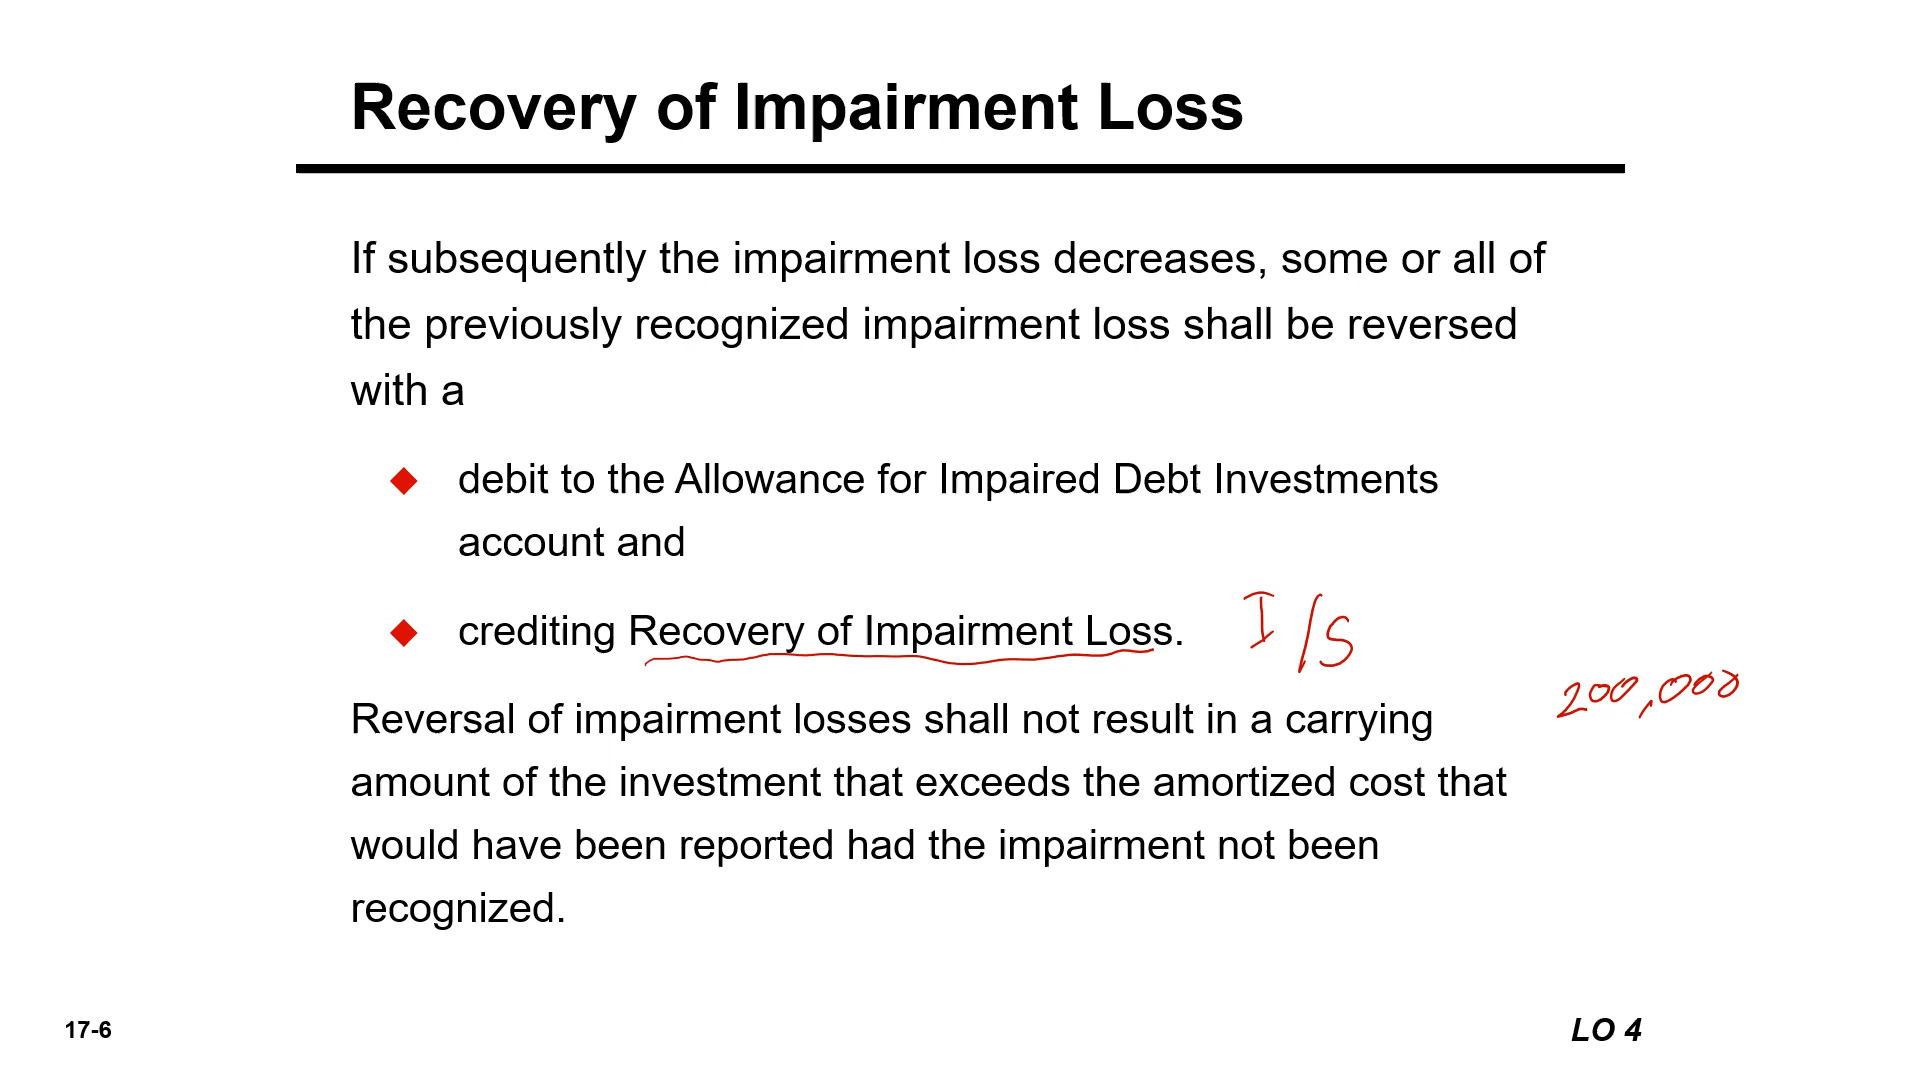 Recovery of Impairment Loss
If subsequently the impairment loss decreases, some or all of
the previously recognized impairment loss shall be reversed
with a
debit to the Allowance for Impaired Debt Investments
account and
crediting Recovery of Impairment Loss. I/S
200,000
Reversal of impairment losses shall not result in a carrying
amount of the investment that exceeds the amortized cost that
would have been reported had the impairment not been
recognized.
17-6
LO 4